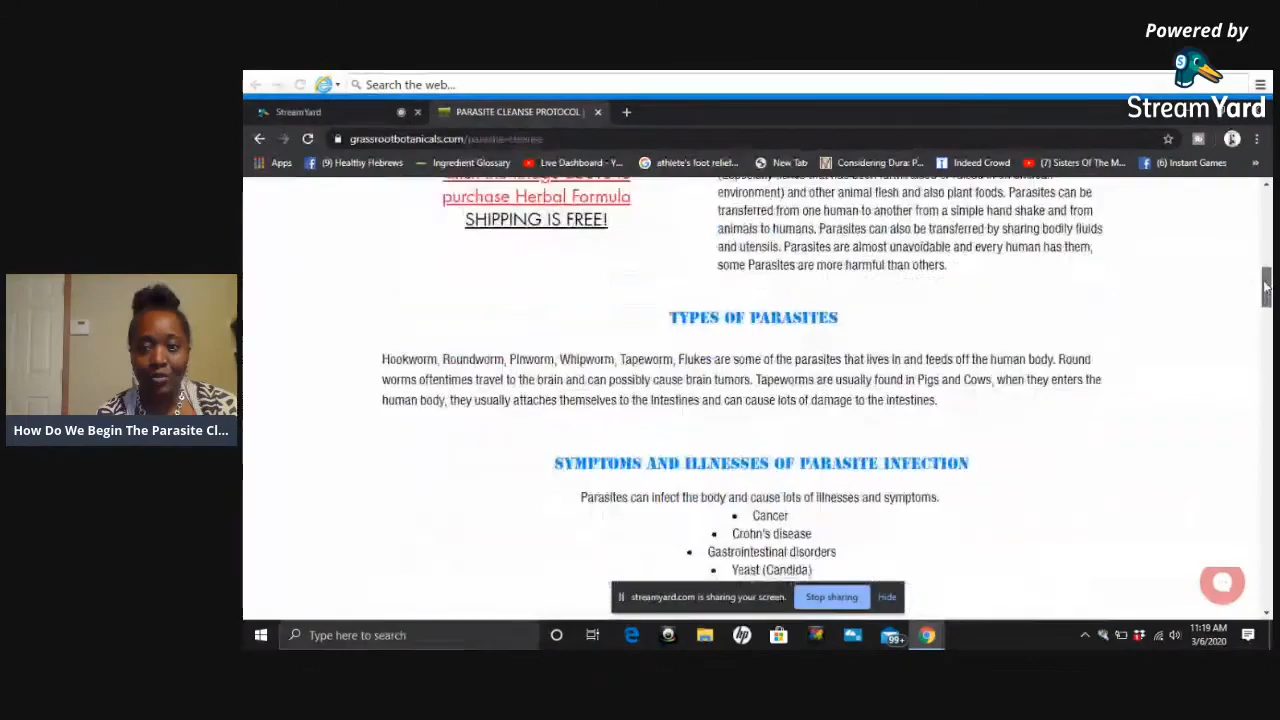 Powered by
StreamYard
Search the web...
StreamYard
PARASITE CLEANSE PROTOCOL |
grassrootbotanicals.com/parasite-cleanse
Apps
(9) Healthy Hebrews
Ingredient Glossary
Live Dashboard - Y...
athlete's foot relief...
New Tab
Considering Dura: P...
Indeed Crowd
(7) Sisters Of The M...
(6) Instant Games
»
purchase Herbal Formula
SHIPPING IS FREE!
environment) and other animal flesh and also plant foods. Parasites can be
transferred from one human to another from a simple hand shake and from
animals to humans. Parasites can also be transferred by sharing bodily fluids
and utensils. Parasites are almost unavoidable and every human has them,
some Parasites are more harmful than others.
TYPES OF PARASITES
Hookworm, Roundworm, Pinworm, Whipworm, Tapeworm, Flukes are some of the parasites that lives in and feeds off the human body. Round
worms oftentimes travel to the brain and can possibly cause brain tumors. Tapeworms are usually found in Pigs and Cows, when they enters the
human body, they usually attaches themselves to the Intestines and can cause lots of damage to the intestines.
SYMPTOMS AND ILLNESSES OF PARASITE INFECTION
Parasites can infect the body and cause lots of illnesses and symptoms.
• Cancer
• Crohn's disease
• Gastrointestinal disorders
• Yeast (Candida)
streamyard.com is sharing your screen.
Stop sharing
Hide
How Do We Begin The Parasite Cl...
Type here to search
99+
11:19 AM
3/6/2020